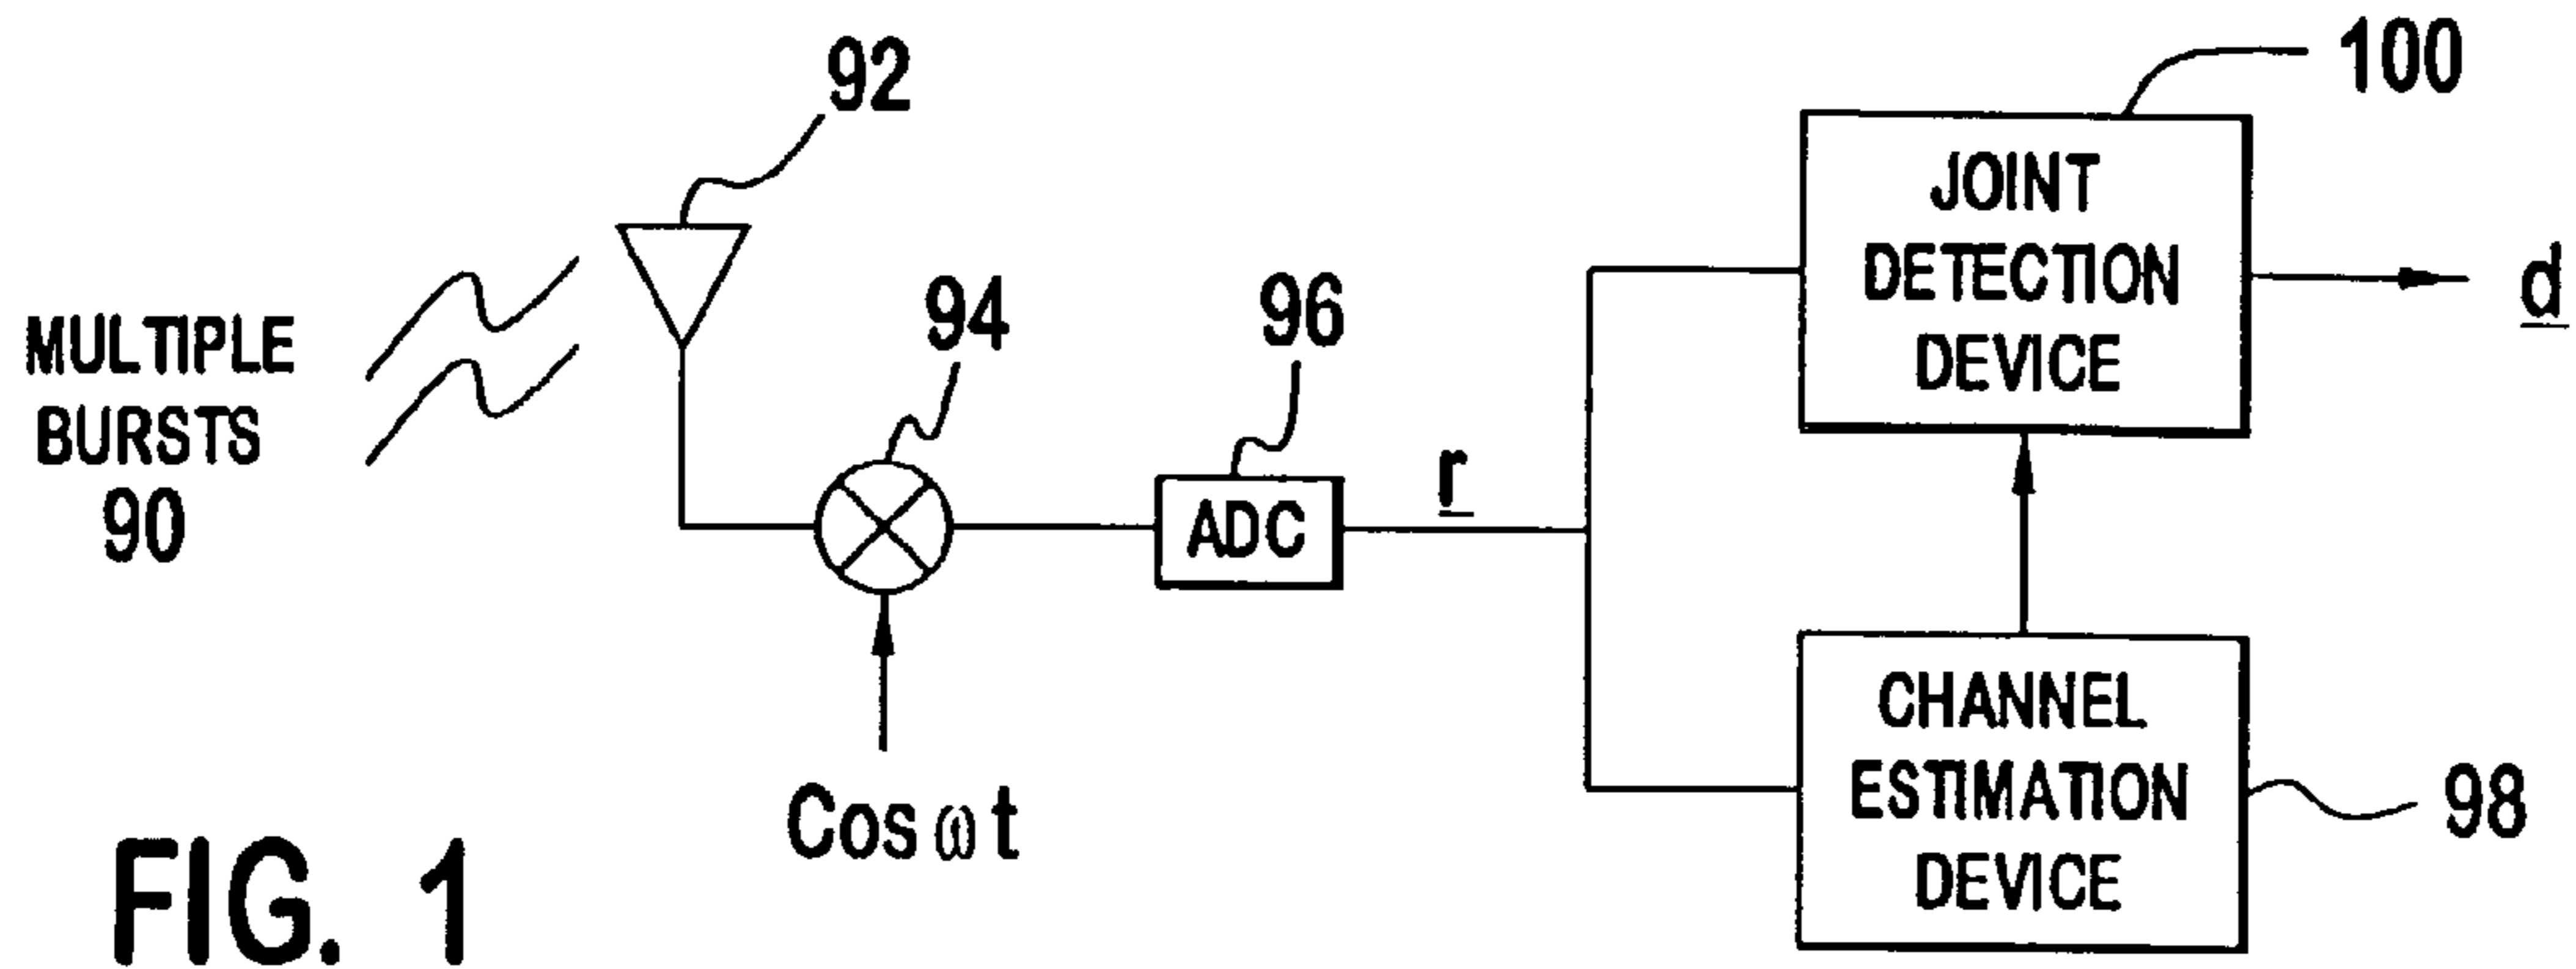 100
92
JOINT
DETECTION
DEVICE
d
94
96
MULTIPLE
BURSTS
90
r
ADC
CHANNEL
ESTIMATION
DEVICE
98
Cos ω t
FIG. 1